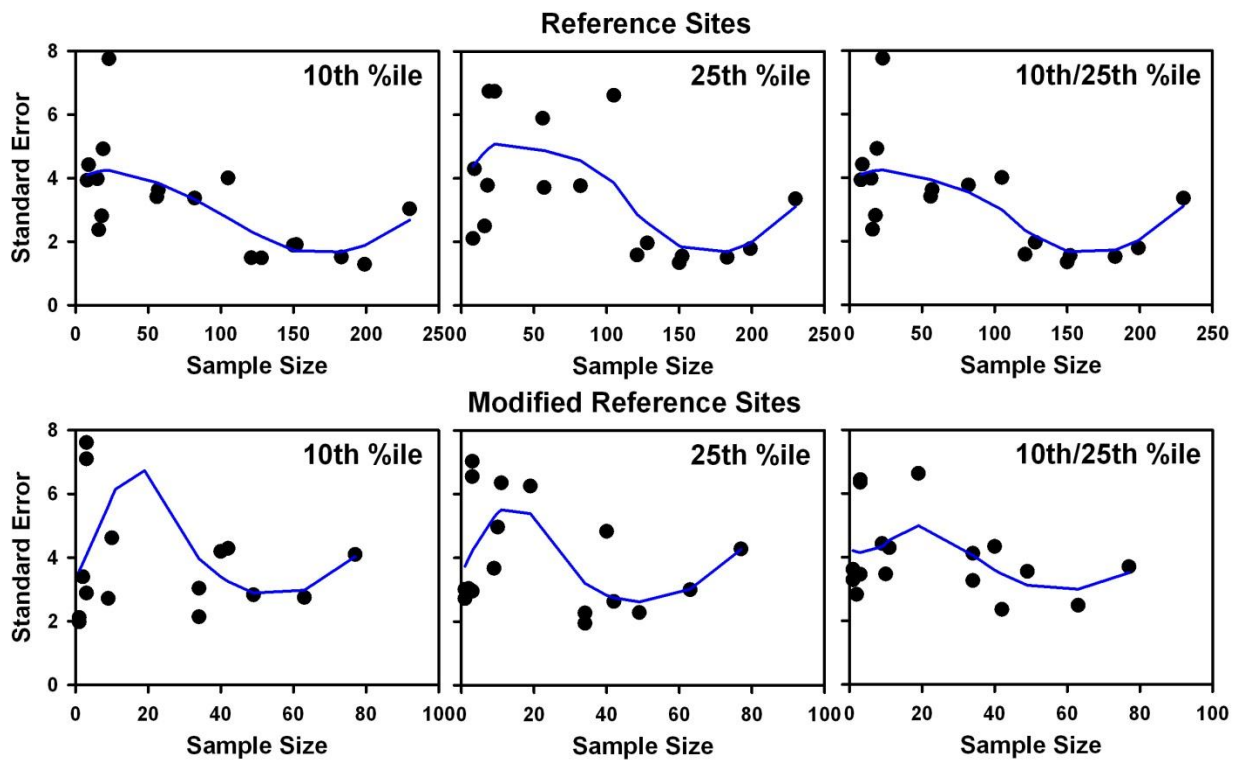 Reference Sites
10th %ile
25th %ile
10th/25th %ile
Standard Error
8
6
4
2
0
0 50 100 150 200 250
0 50 100 150 200 250
0 50 100 150 200 250
Sample Size
Sample Size
Sample Size
Modified Reference Sites
10th %ile
25th %ile
10th/25th %ile
Standard Error
8
6
4
2
0
0 20 40 60 80 100
0 20 40 60 80 100
0 20 40 60 80 100
Sample Size
Sample Size
Sample Size